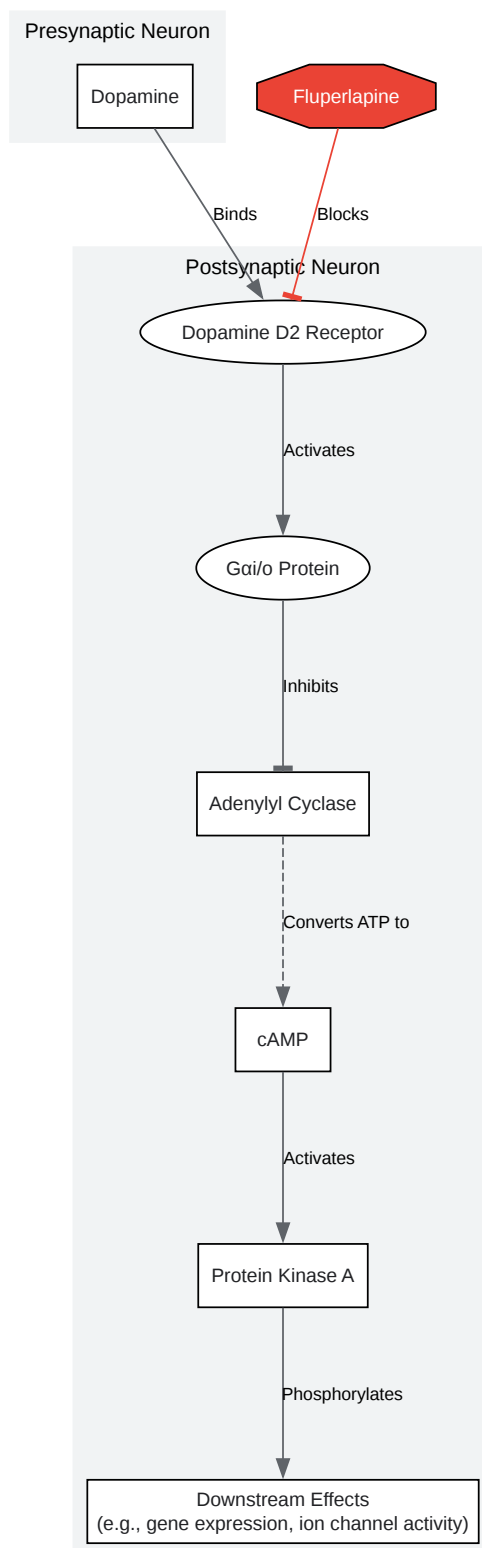 Presynaptic Neuron
Dopamine
Fluperlapine
Binds
Blocks
Postsynaptic Neuron
Dopamine D2 Receptor
Activates
Gαi/o Protein
Inhibits
Adenylyl Cyclase
Converts ATP to
cAMP
Activates
Protein Kinase A
Phosphorylates
Downstream Effects
(e.g., gene expression, ion channel activity)